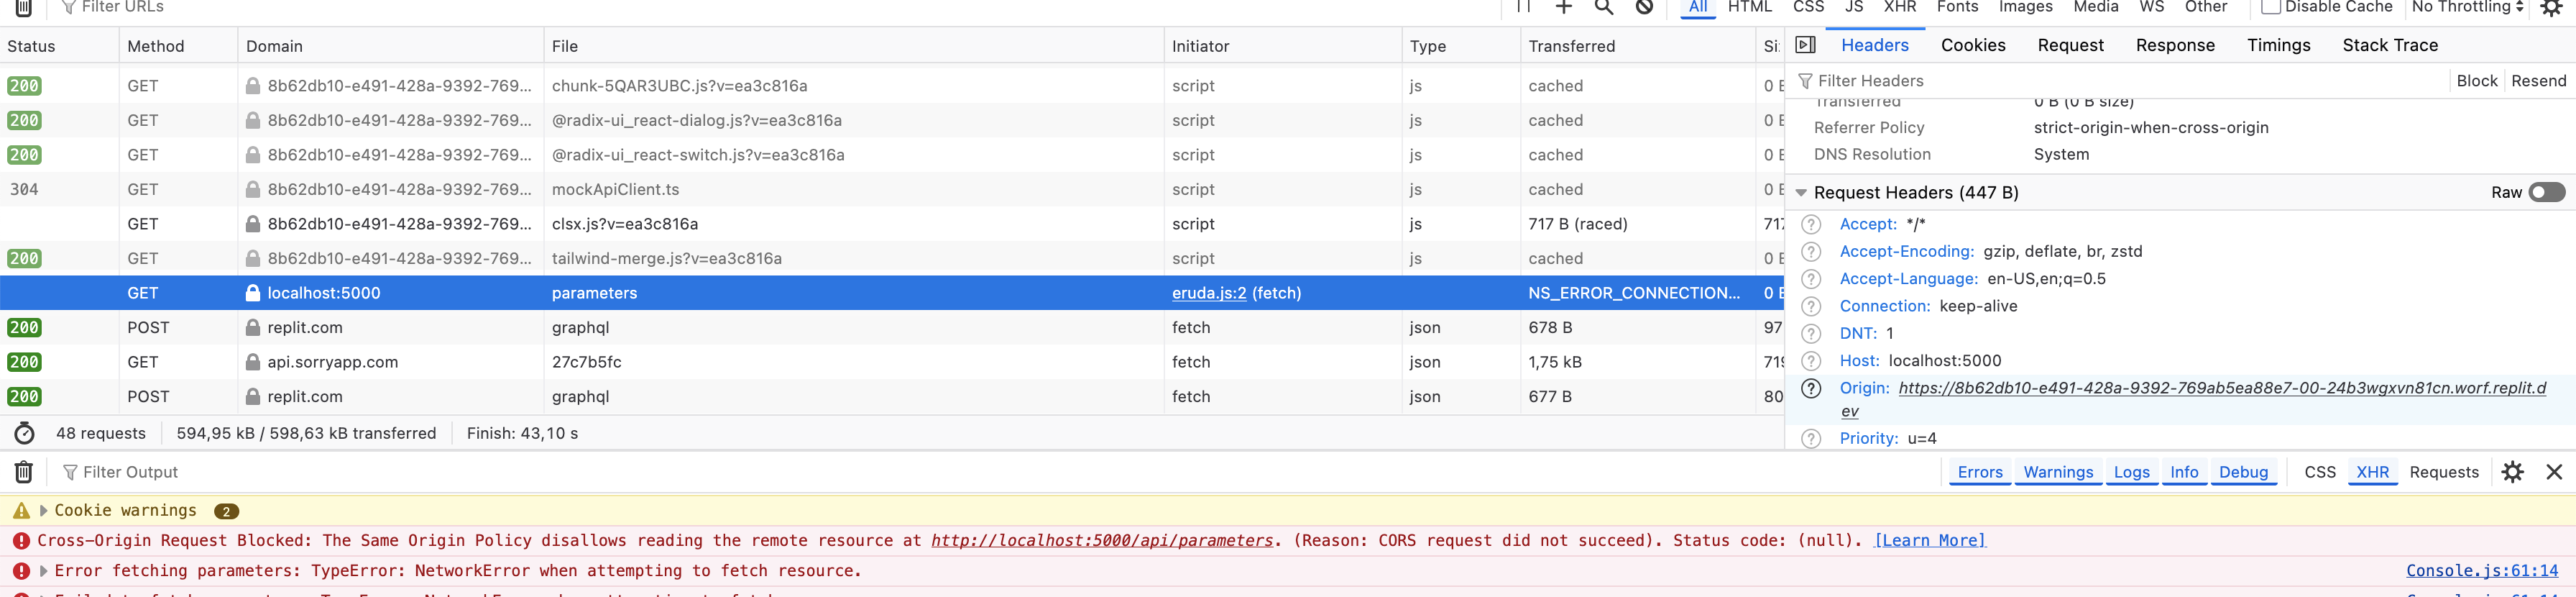 Filter URLs
All HTML CSS JS XHR Fonts Images Media WS Other Disable Cache No Throttling
Status Method Domain File Initiator Type Transferred
200 GET 8b62db10-e491-428a-9392-769... chunk-5QAR3UBC.js?v=ea3c816a script js cached 0
200 GET 8b62db10-e491-428a-9392-769... @radix-ui_react-dialog.js?v=ea3c816a script js cached 0
200 GET 8b62db10-e491-428a-9392-769... @radix-ui_react-switch.js?v=ea3c816a script js cached 0
304 GET 8b62db10-e491-428a-9392-769... mockApiClient.ts script js cached 0
GET 8b62db10-e491-428a-9392-769... clsx.js?v=ea3c816a script js 717 B (raced) 717
200 GET 8b62db10-e491-428a-9392-769... tailwind-merge.js?v=ea3c816a script js cached 0
GET localhost:5000 parameters eruda.js:2 (fetch) NS_ERROR_CONNECTION... 0
200 POST replit.com graphql fetch json 678 B 97
200 GET api.sorryapp.com 27c7b5fc fetch json 1,75 kB 719
200 POST replit.com graphql fetch json 677 B 80
48 requests 594,95 kB / 598,63 kB transferred Finish: 43,10 s
Headers Cookies Request Response Timings Stack Trace
Filter Headers Block Resend
Transferred 0 B (0 B size)
Referrer Policy strict-origin-when-cross-origin
DNS Resolution System
Request Headers (447 B) Raw
Accept: */*
Accept-Encoding: gzip, deflate, br, zstd
Accept-Language: en-US,en;q=0.5
Connection: keep-alive
DNT: 1
Host: localhost:5000
Origin: https://8b62db10-e491-428a-9392-769ab5ea88e7-00-24b3wgxvn81cn.worf.replit.d
ev
Priority: u=4
Filter Output Errors Warnings Logs Info Debug CSS XHR Requests
Cookie warnings 2
Cross-Origin Request Blocked: The Same Origin Policy disallows reading the remote resource at http://localhost:5000/api/parameters. (Reason: CORS request did not succeed). Status code: (null). [Learn More]
Error fetching parameters: TypeError: NetworkError when attempting to fetch resource. Console.js:61:14